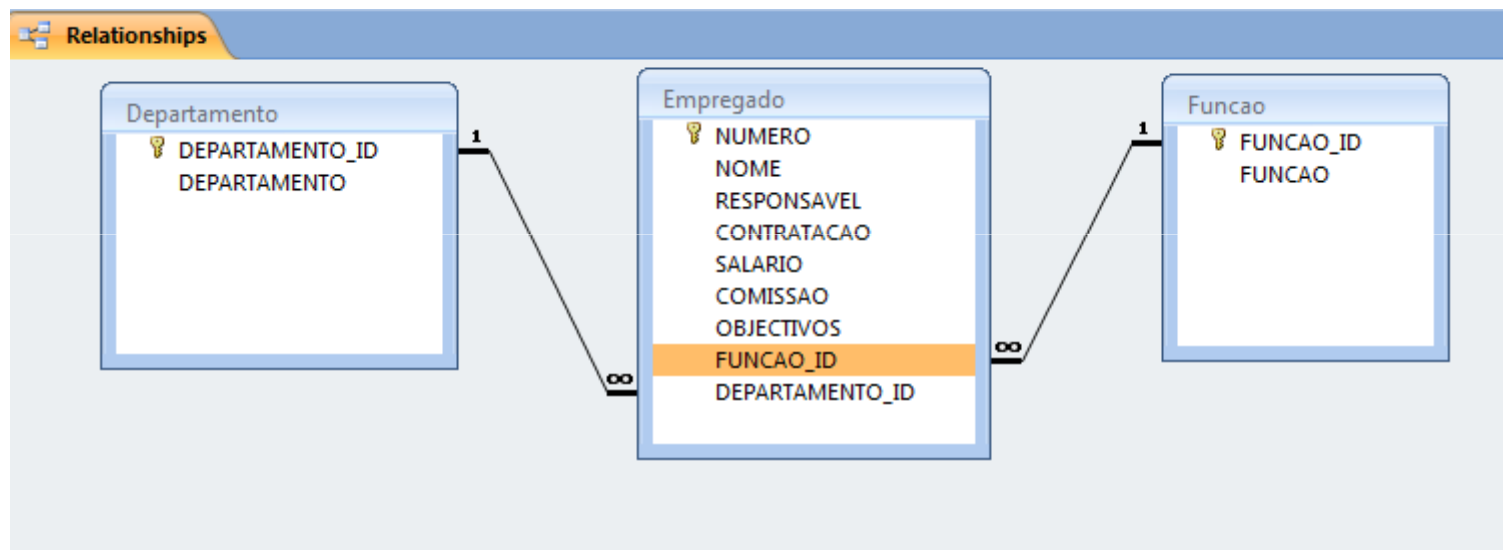 Relationships
Departamento
DEPARTAMENTO_ID
DEPARTAMENTO
1
∞
Empregado
NUMERO
NOME
RESPONSAVEL
CONTRATACAO
SALARIO
COMISSAO
OBJECTIVOS
FUNCAO_ID
DEPARTAMENTO_ID
∞
1
Funcao
FUNCAO_ID
FUNCAO